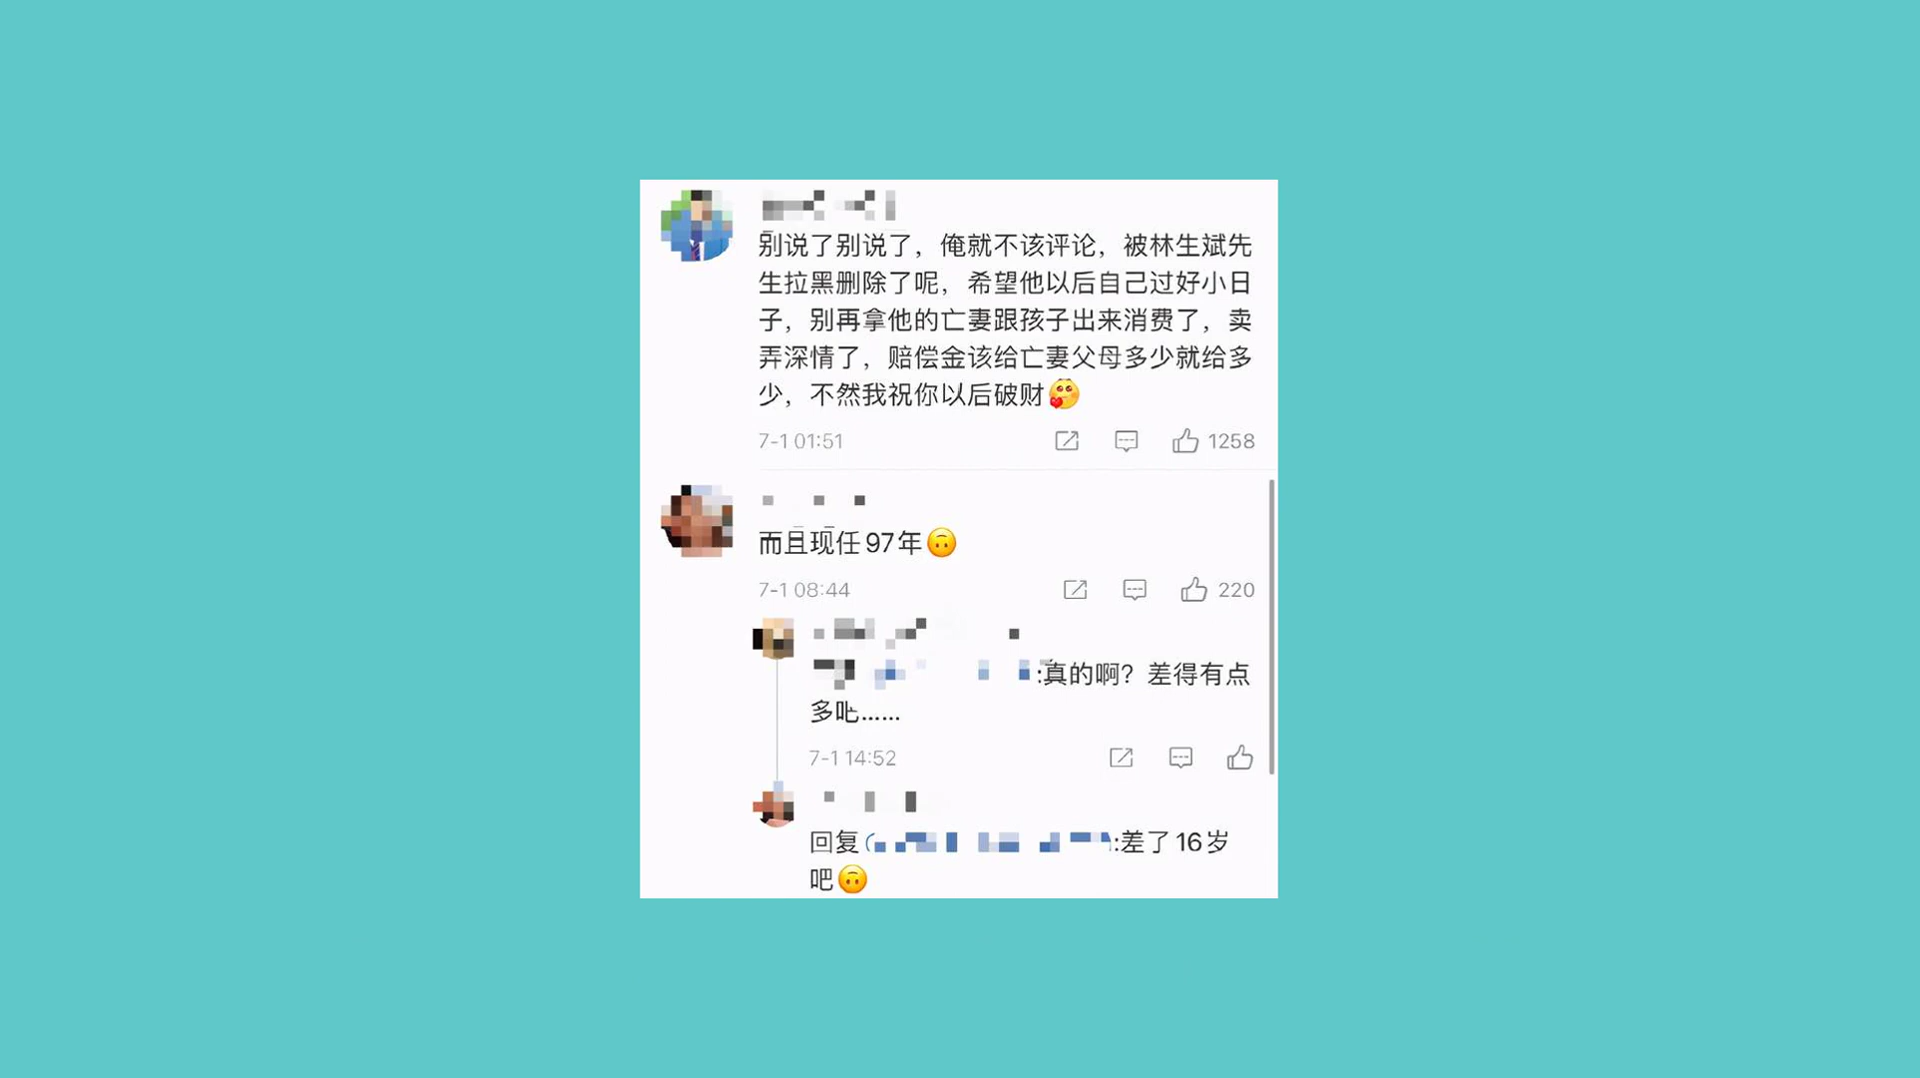 别说了别说了，俺就不该评论，被林生斌先
生拉黑删除了呢，希望他以后自己过好小日
子，别再拿他的亡妻跟孩子出来消费了，卖
弄深情了，赔偿金该给亡妻父母多少就给多
少，不然我祝你以后破财
7-1 01:51
1258
而且现任97年
7-1 08:44
220
:真的啊？差得有点
多吧……
7-1 14:52
回复
:差了16岁
吧